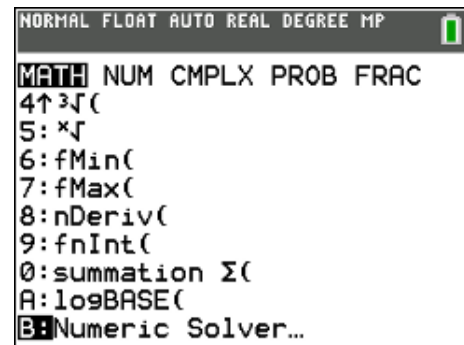 NORMAL FLOAT AUTO REAL DEGREE MP
MATH NUM CMPLX PROB FRAC
4↑³√(
5:ˣ√
6:fMin(
7:fMax(
8:nDeriv(
9:fnInt(
0:summation Σ(
A:logBASE(
B:Numeric Solver…